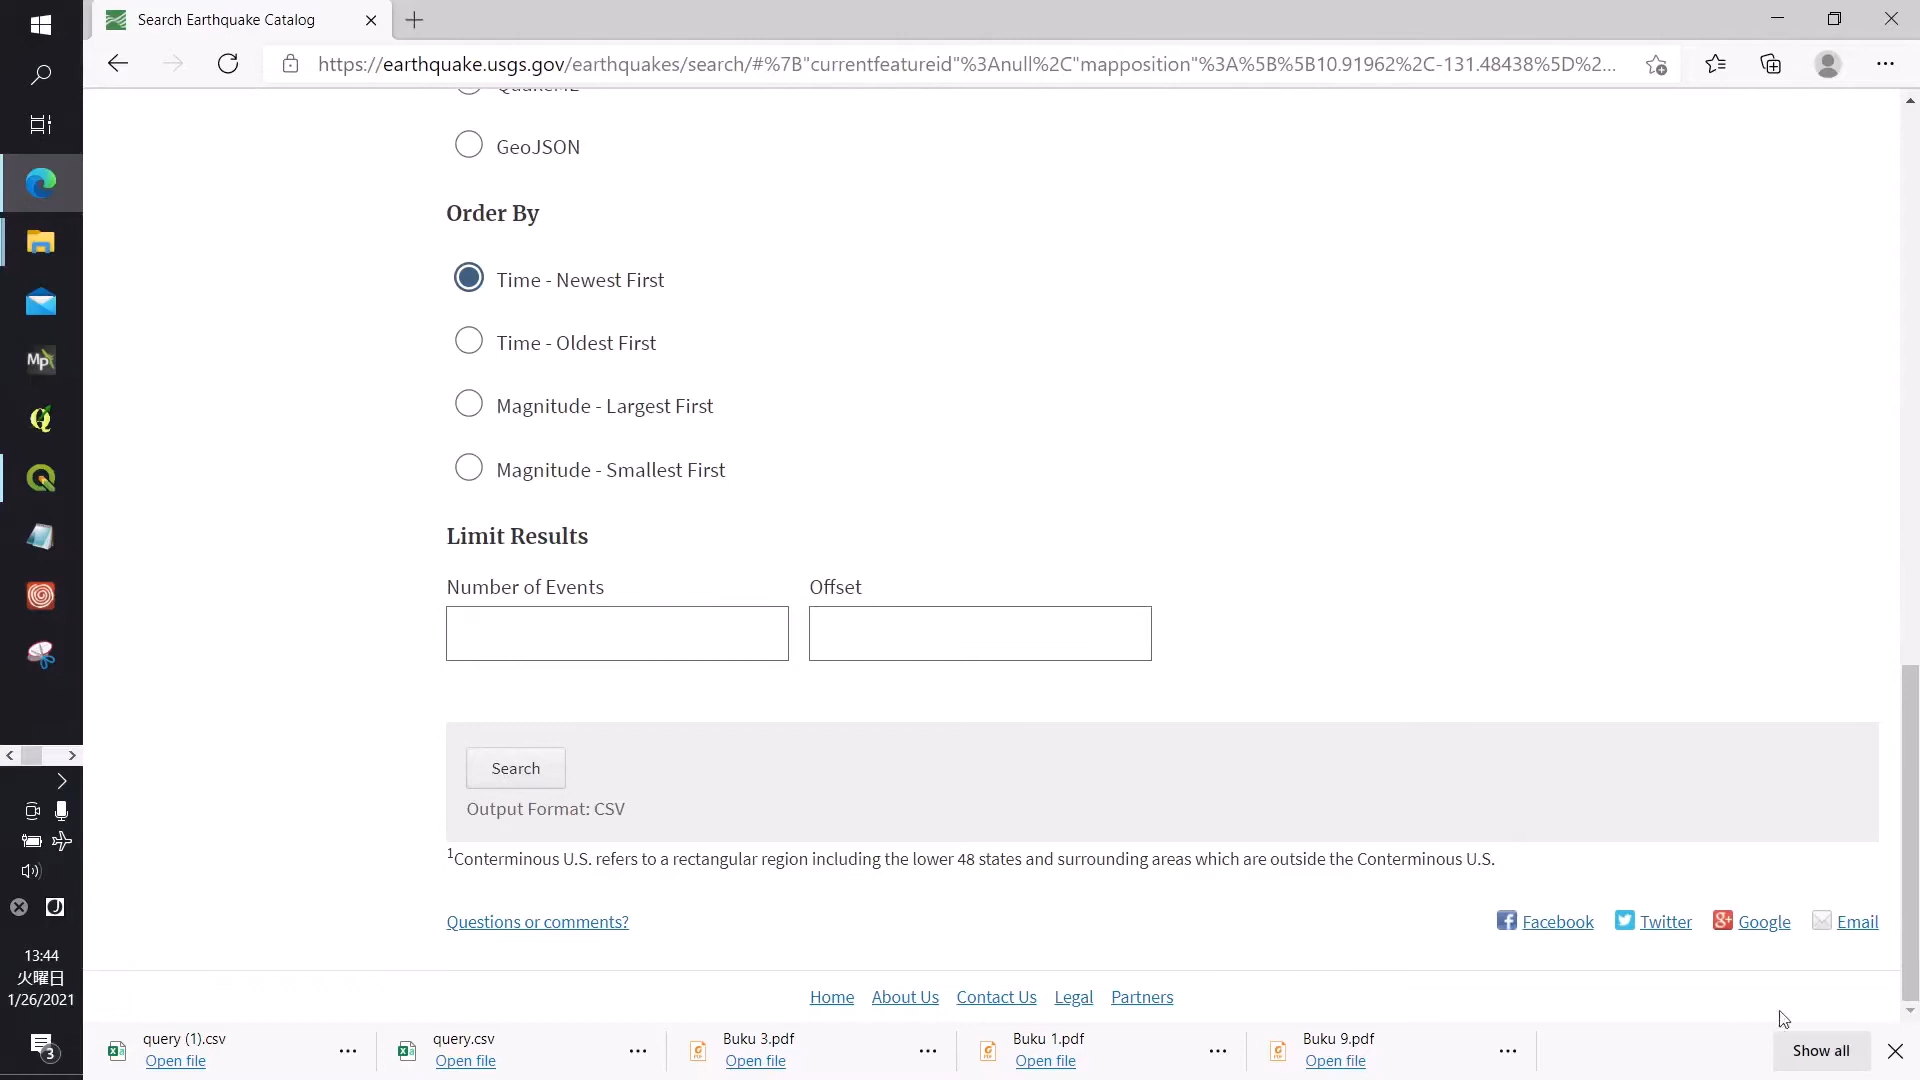 Search Earthquake Catalog
https://earthquake.usgs.gov/earthquakes/search/#%7B"currentfeatureid"%3Anull%2C"mapposition"%3A%5B%5B10.91962%2C-131.48438%5D%2...
QuakeML
GeoJSON
Order By
Time - Newest First
Time - Oldest First
Magnitude - Largest First
Magnitude - Smallest First
Limit Results
Number of Events
Offset
Search
Output Format: CSV
1Conterminous U.S. refers to a rectangular region including the lower 48 states and surrounding areas which are outside the Conterminous U.S.
Questions or comments?
Facebook
Twitter
Google
Email
Home
About Us
Contact Us
Legal
Partners
Mp
13:44
火曜日
1/26/2021
3
query (1).csv
Open file
query.csv
Open file
Buku 3.pdf
Open file
Buku 1.pdf
Open file
Buku 9.pdf
Open file
Show all